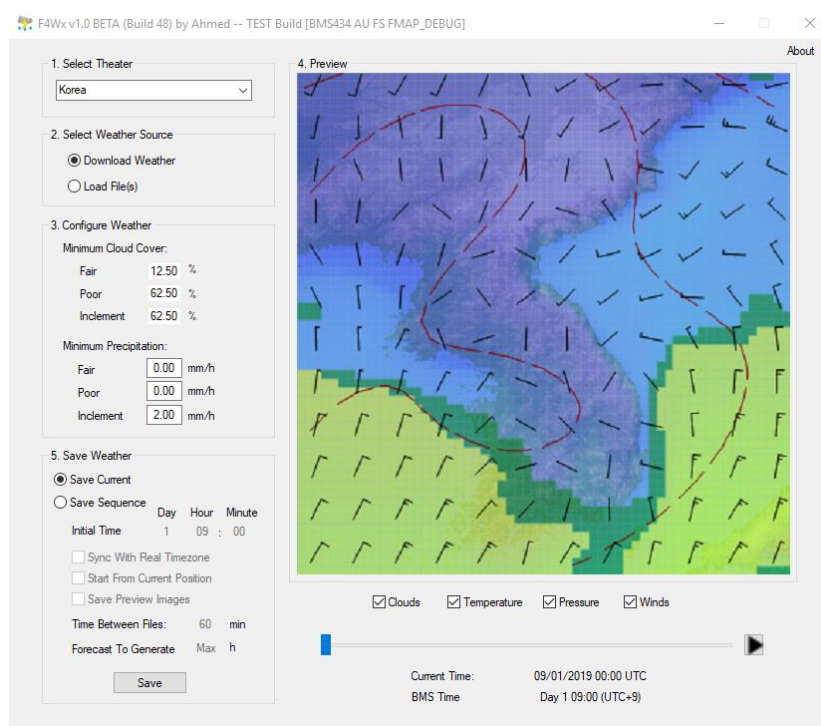 F4Wx v1.0 BETA (Build 48) by Ahmed -- TEST Build [BMS434 AU FS FMAP_DEBUG]
About
1. Select Theater
Korea
2. Select Weather Source
Download Weather
Load File(s)
3. Configure Weather
Minimum Cloud Cover:
Fair 12.50 %
Poor 62.50 %
Inclement 62.50 %
Minimum Precipitation:
Fair 0.00 mm/h
Poor 0.00 mm/h
Inclement 2.00 mm/h
5. Save Weather
Save Current
Save Sequence
Day Hour Minute
Initial Time 1 09 : 00
Sync With Real Timezone
Start From Current Position
Save Preview Images
Time Between Files: 60 min
Forecast To Generate Max h
Save
4. Preview
Clouds Temperature Pressure Winds
Current Time: 09/01/2019 00:00 UTC
BMS Time Day 1 09:00 (UTC+9)